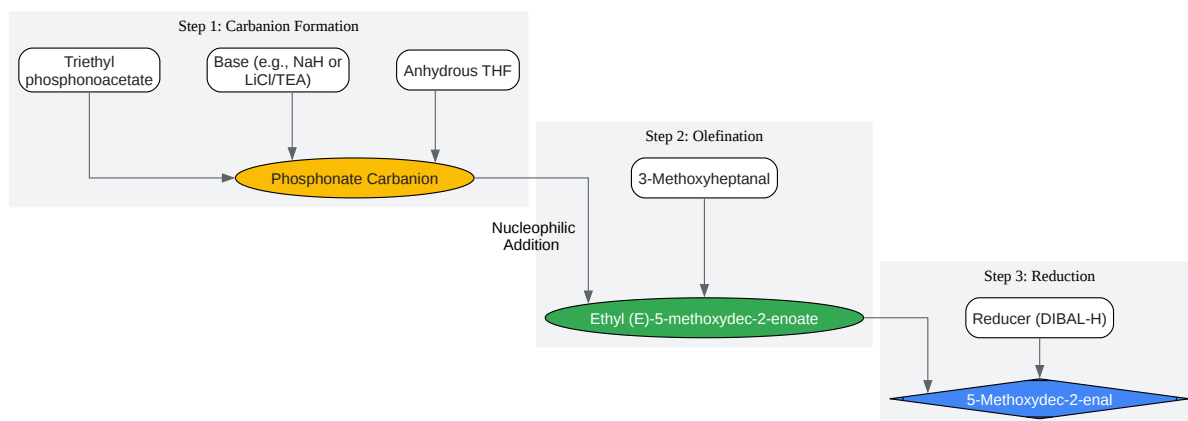 Step 1: Carbanion Formation
Triethyl
phosphonoacetate
Base (e.g., NaH or
LiCl/TEA)
Anhydrous THF
Phosphonate Carbanion
Nucleophilic
Addition
Step 2: Olefination
3-Methoxyheptanal
Ethyl (E)-5-methoxydec-2-enoate
Step 3: Reduction
Reducer (DIBAL-H)
5-Methoxydec-2-enal